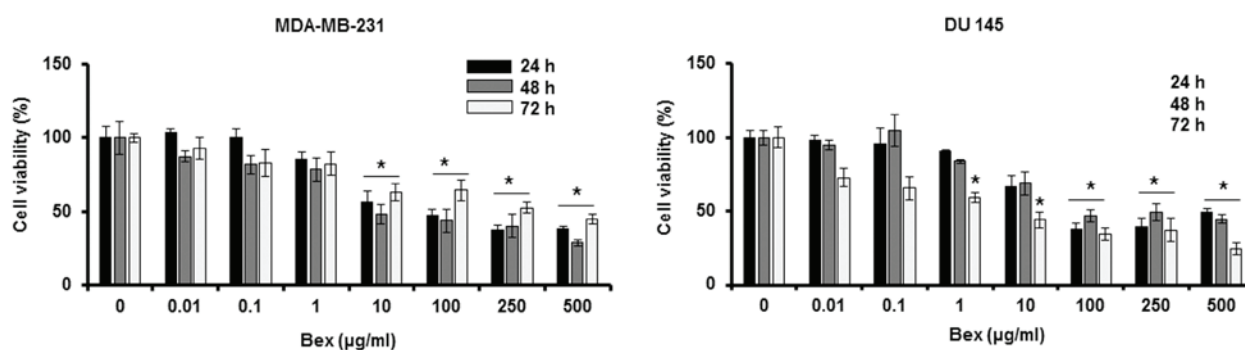 MDA-MB-231
150
100
50
0
Cell viability (%)
24 h
48 h
72 h
*
*
*
*
0 0.01 0.1 1 10 100 250 500
Bex (µg/ml)
DU 145
150
100
50
0
Cell viability (%)
24 h
48 h
72 h
*
*
*
*
*
0 0.01 0.1 1 10 100 250 500
Bex (µg/ml)